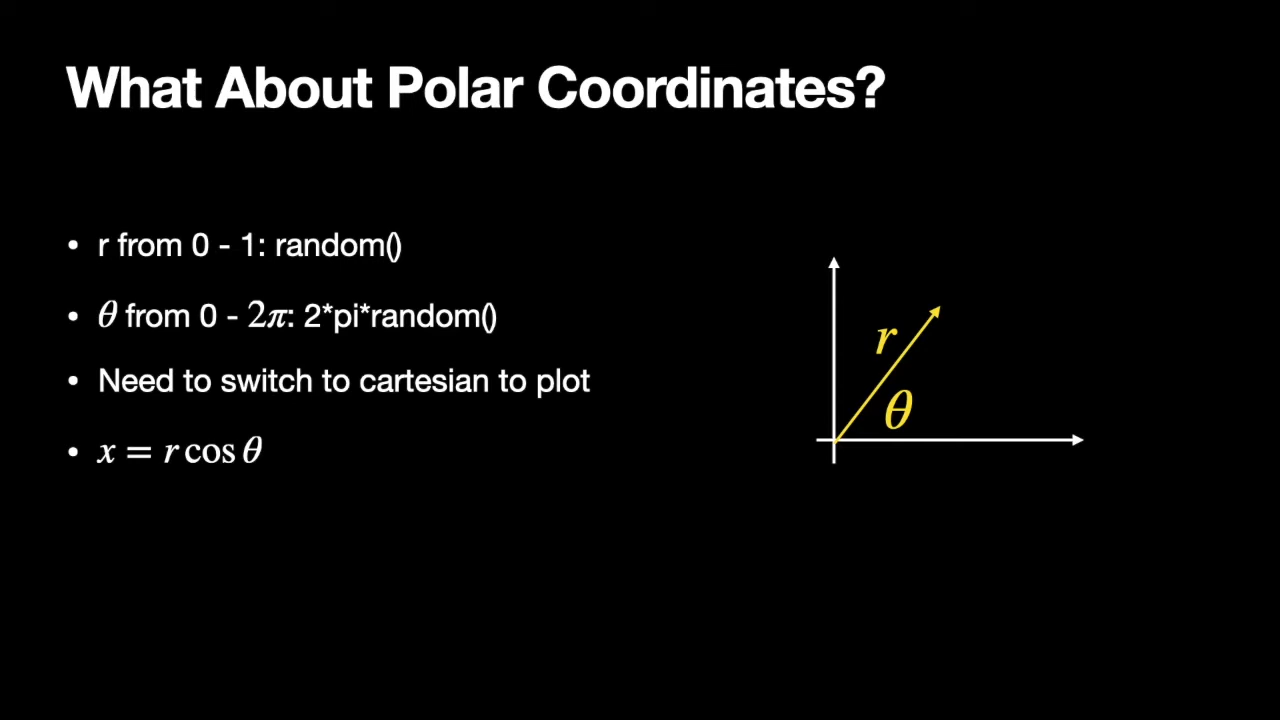 What About Polar Coordinates?
• r from 0 - 1: random()
• θ from 0 - 2π: 2*pi*random()
• Need to switch to cartesian to plot
• x = r cos θ
r
θ